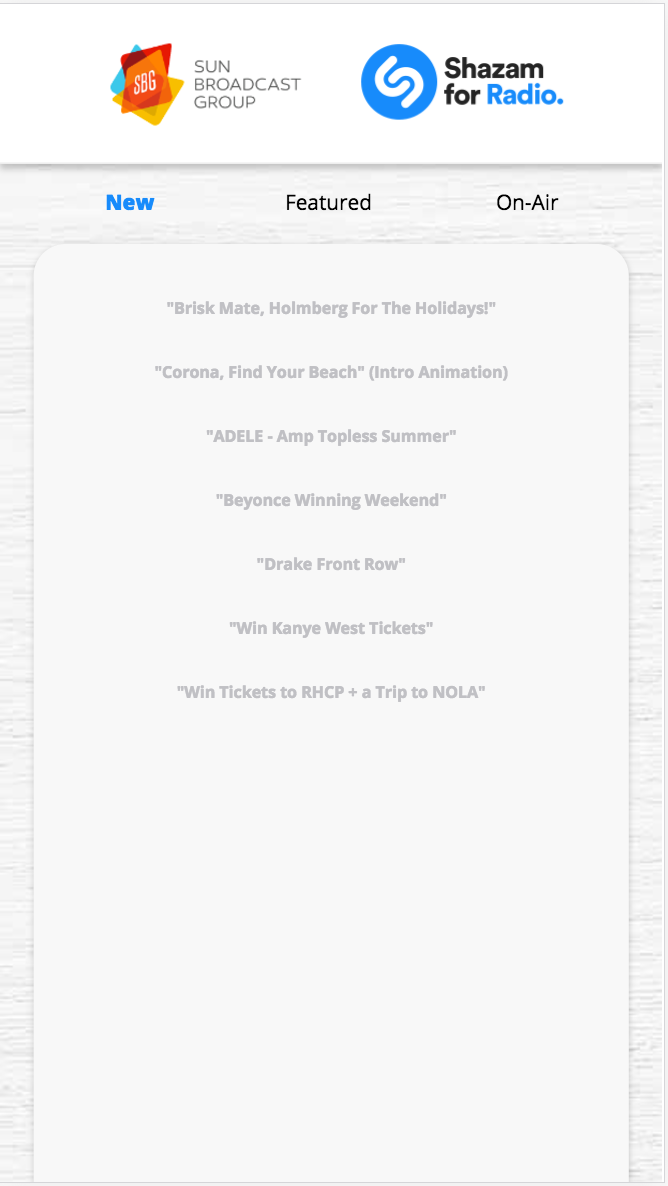 SBG
SUN
BROADCAST
GROUP
Shazam
for Radio.
New
Featured
On-Air
"Brisk Mate, Holmberg For The Holidays!"
"Corona, Find Your Beach" (Intro Animation)
"ADELE - Amp Topless Summer"
"Beyonce Winning Weekend"
"Drake Front Row"
"Win Kanye West Tickets"
"Win Tickets to RHCP + a Trip to NOLA"